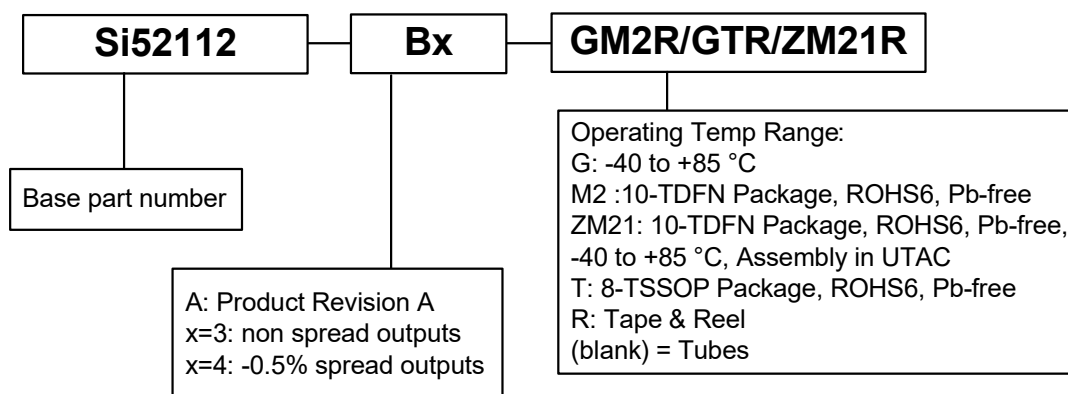 Si52112
Bx
GM2R/GTR/ZM21R
Base part number
A: Product Revision A
x=3: non spread outputs
x=4: -0.5% spread outputs
Operating Temp Range:
G: -40 to +85 °C
M2 :10-TDFN Package, ROHS6, Pb-free
ZM21: 10-TDFN Package, ROHS6, Pb-free,
-40 to +85 °C, Assembly in UTAC
T: 8-TSSOP Package, ROHS6, Pb-free
R: Tape & Reel
(blank) = Tubes